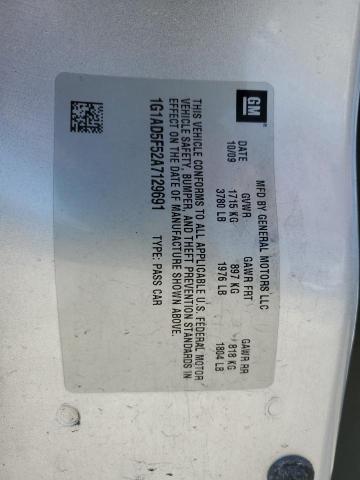 GM
MFD BY GENERAL MOTORS LLC
DATE GVWR GAWR FRT GAWR RR
10/09 1715 KG 897 KG 818 KG
3780 LB 1976 LB 1804 LB
THIS VEHICLE CONFORMS TO ALL APPLICABLE U.S. FEDERAL MOTOR
VEHICLE SAFETY, BUMPER, AND THEFT PREVENTION STANDARDS IN
EFFECT ON THE DATE OF MANUFACTURE SHOWN ABOVE.
1G1AD5F52A7129691 TYPE: PASS CAR